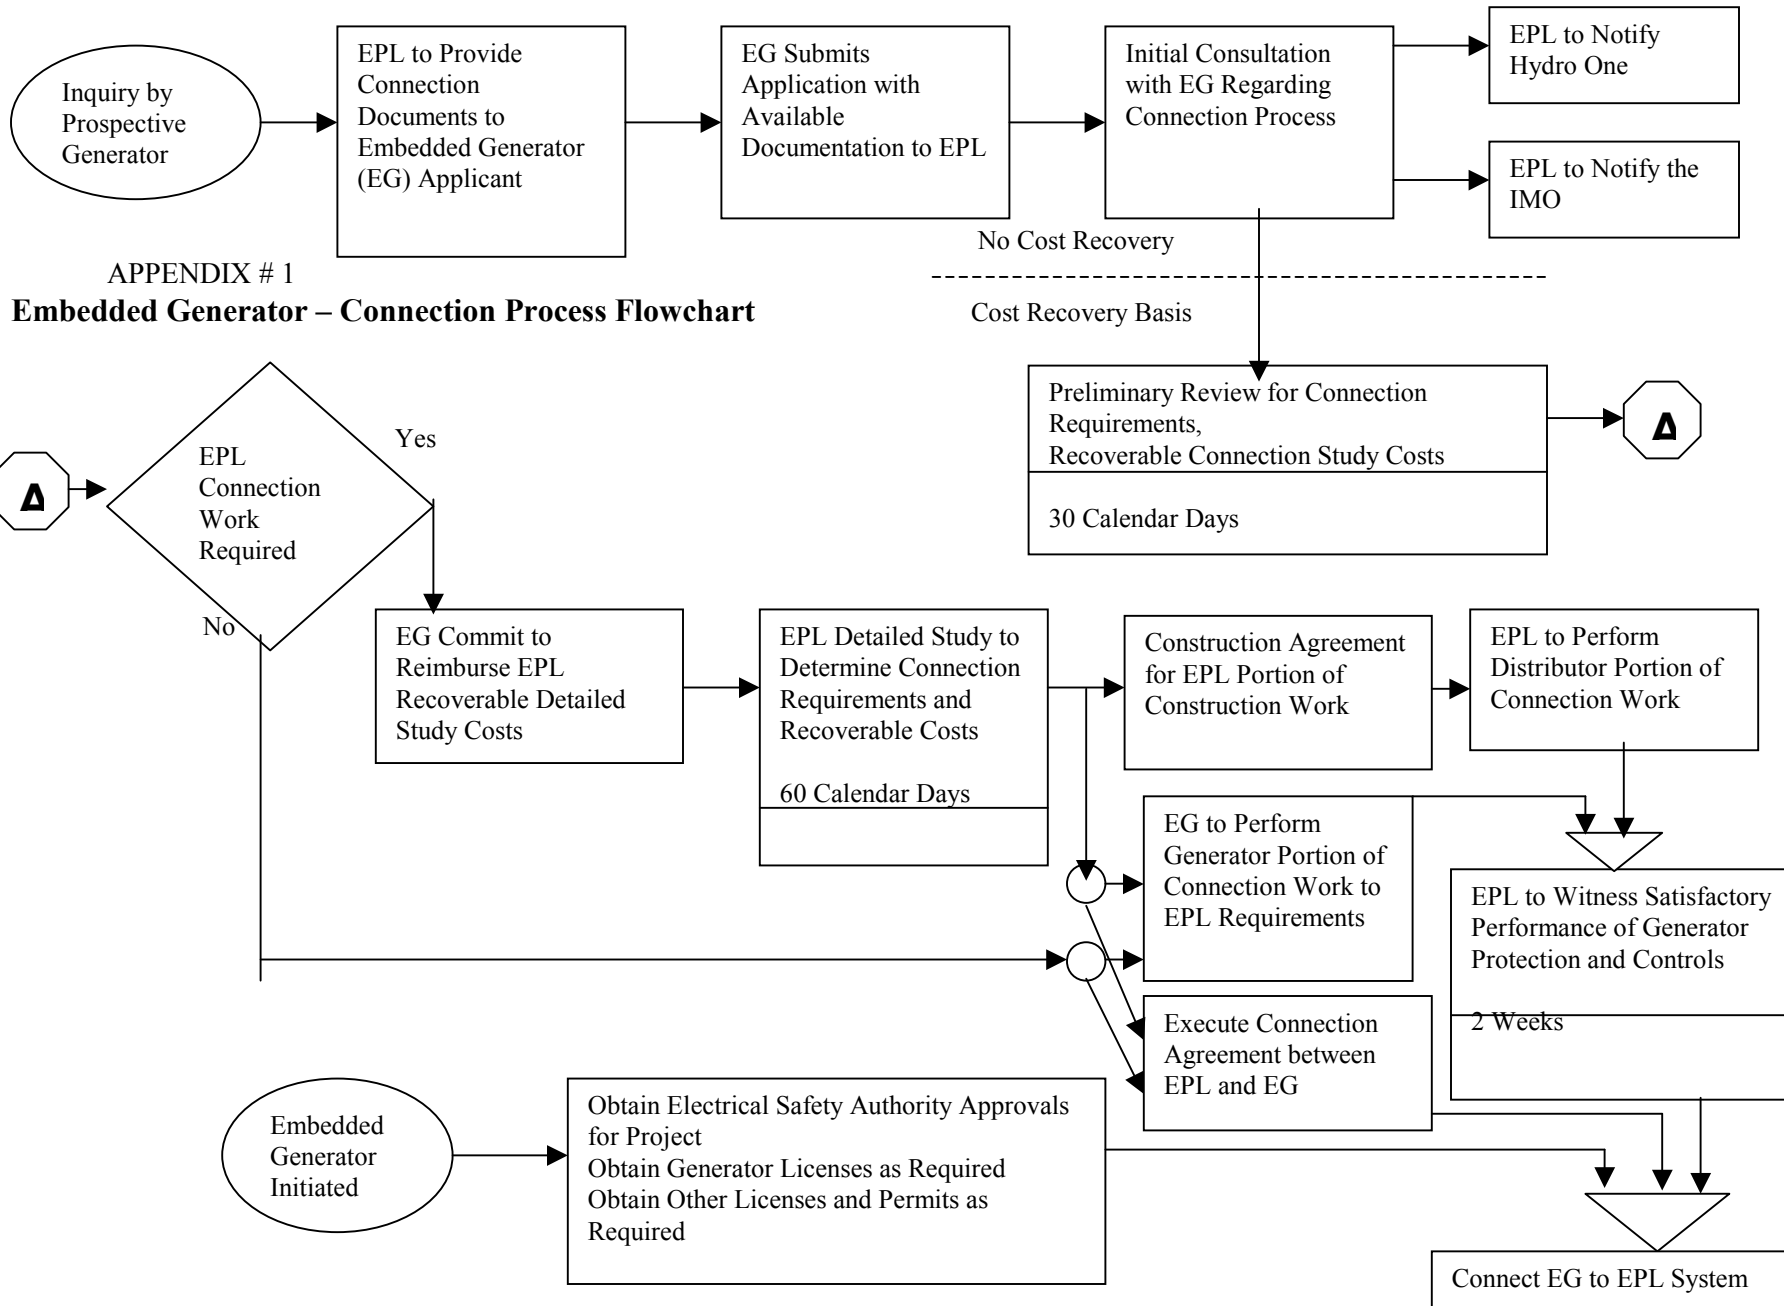 Inquiry by
Prospective
Generator
EPL to Provide
Connection
Documents to
Embedded Generator
(EG) Applicant
EG Submits
Application with
Available
Documentation to EPL
Initial Consultation
with EG Regarding
Connection Process
EPL to Notify
Hydro One
EPL to Notify the
IMO
No Cost Recovery
APPENDIX # 1
Embedded Generator – Connection Process Flowchart
Cost Recovery Basis
Preliminary Review for Connection
Requirements,
Recoverable Connection Study Costs
30 Calendar Days
A
A
EPL
Connection
Work
Required
Yes
No
EG Commit to
Reimburse EPL
Recoverable Detailed
Study Costs
EPL Detailed Study to
Determine Connection
Requirements and
Recoverable Costs
60 Calendar Days
Construction Agreement
for EPL Portion of
Construction Work
EPL to Perform
Distributor Portion of
Connection Work
EG to Perform
Generator Portion of
Connection Work to
EPL Requirements
EPL to Witness Satisfactory
Performance of Generator
Protection and Controls
2 Weeks
Execute Connection
Agreement between
EPL and EG
Embedded
Generator
Initiated
Obtain Electrical Safety Authority Approvals
for Project
Obtain Generator Licenses as Required
Obtain Other Licenses and Permits as
Required
Connect EG to EPL System